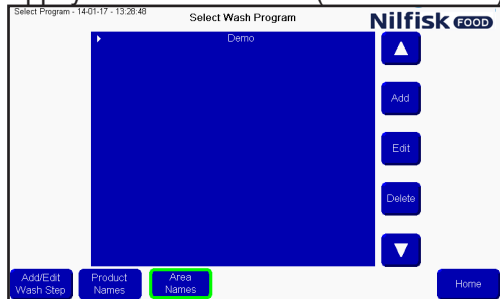 Select Program - 14-01-17 - 13:28:48
Select Wash Program
Nilfisk FOOD
Demo
Add
Edit
Delete
Add/Edit
Wash Step
Product
Names
Area
Names
Home